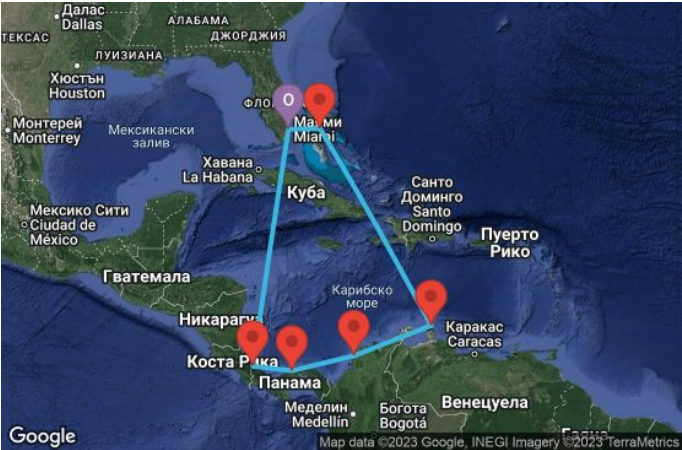 Далас
Dallas
АЛАБАМА
ТЕКСАС
ДЖОРДЖИЯ
ЛУИЗИАНА
Хюстън
Houston
ФЛО
O
Монтерей
Monterrey
Мексикански
залив
Маями
Miami
Хавана
La Habana
Куба
Санто
Доминго
Santo
Domingo
Мексико Сити
Ciudad de
México
Пуерто
Рико
Гватемала
Карибско
море
Никарагу
Каракас
Caracas
Коста Рика
Панама
Меделин
Medellín
Богота
Bogotá
Венецуела
Google
Map data ©2023 Google, INEGI Imagery ©2023 TerraMetrics